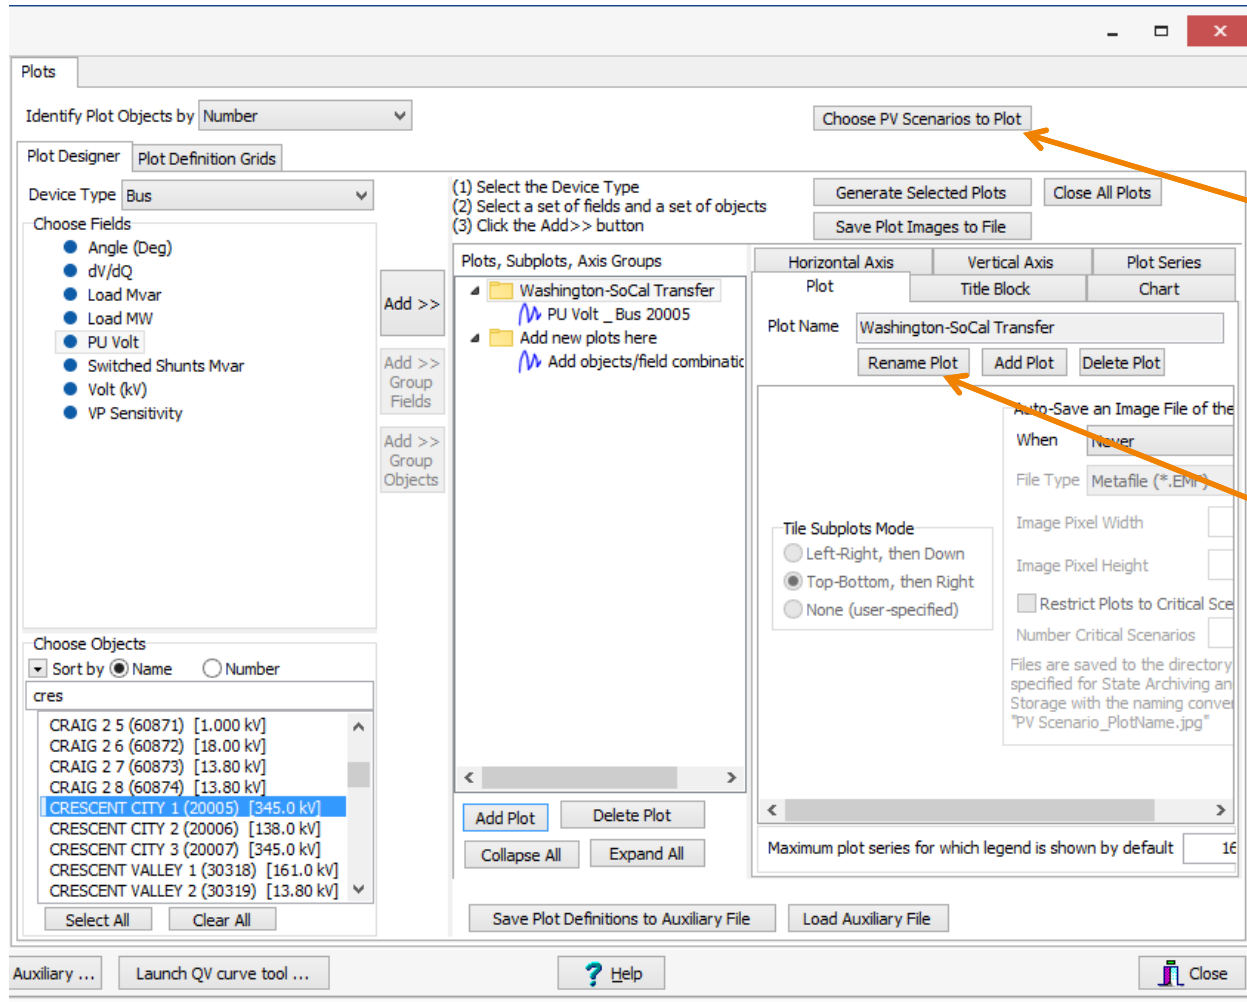 Plots
Identify Plot Objects by Number
Choose PV Scenarios to Plot
Plot Designer
Plot Definition Grids
Device Type Bus
Choose Fields
Angle (Deg)
dV/dQ
Load Mvar
Load MW
PU Volt
Switched Shunts Mvar
Volt (kV)
VP Sensitivity
Add >>
Add >>
Group
Fields
Add >>
Group
Objects
(1) Select the Device Type
(2) Select a set of fields and a set of objects
(3) Click the Add>> button
Generate Selected Plots
Close All Plots
Save Plot Images to File
Plots, Subplots, Axis Groups
Washington-SoCal Transfer
PU Volt _Bus 20005
Add new plots here
Add objects/field combinatic
Horizontal Axis
Vertical Axis
Plot Series
Plot
Title Block
Chart
Plot Name Washington-SoCal Transfer
Rename Plot
Add Plot
Delete Plot
Auto-Save an Image File of the
When Never
File Type Metafile (*.EMF)
Image Pixel Width
Image Pixel Height
Restrict Plots to Critical Sce
Number Critical Scenarios
Files are saved to the directory
specified for State Archiving an
Storage with the naming conver
"PV Scenario_PlotName.jpg"
Tile Subplots Mode
Left-Right, then Down
Top-Bottom, then Right
None (user-specified)
Maximum plot series for which legend is shown by default 16
Choose Objects
Sort by Name Number
cres
CRAIG 2 5 (60871) [1.000 kV]
CRAIG 2 6 (60872) [18.00 kV]
CRAIG 2 7 (60873) [13.80 kV]
CRAIG 2 8 (60874) [13.80 kV]
CRESCENT CITY 1 (20005) [345.0 kV]
CRESCENT CITY 2 (20006) [138.0 kV]
CRESCENT CITY 3 (20007) [345.0 kV]
CRESCENT VALLEY 1 (30318) [161.0 kV]
CRESCENT VALLEY 2 (30319) [13.80 kV]
Select All
Clear All
Add Plot
Delete Plot
Collapse All
Expand All
Save Plot Definitions to Auxiliary File
Load Auxiliary File
Auxiliary ...
Launch QV curve tool ...
? Help
Close